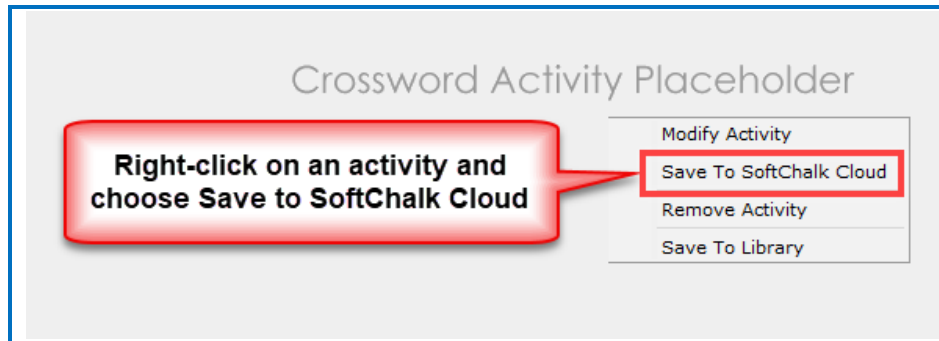 Crossword Activity Placeholder
Modify Activity
Right-click on an activity and
choose Save to SoftChalk Cloud
Save To SoftChalk Cloud
Remove Activity
Save To Library